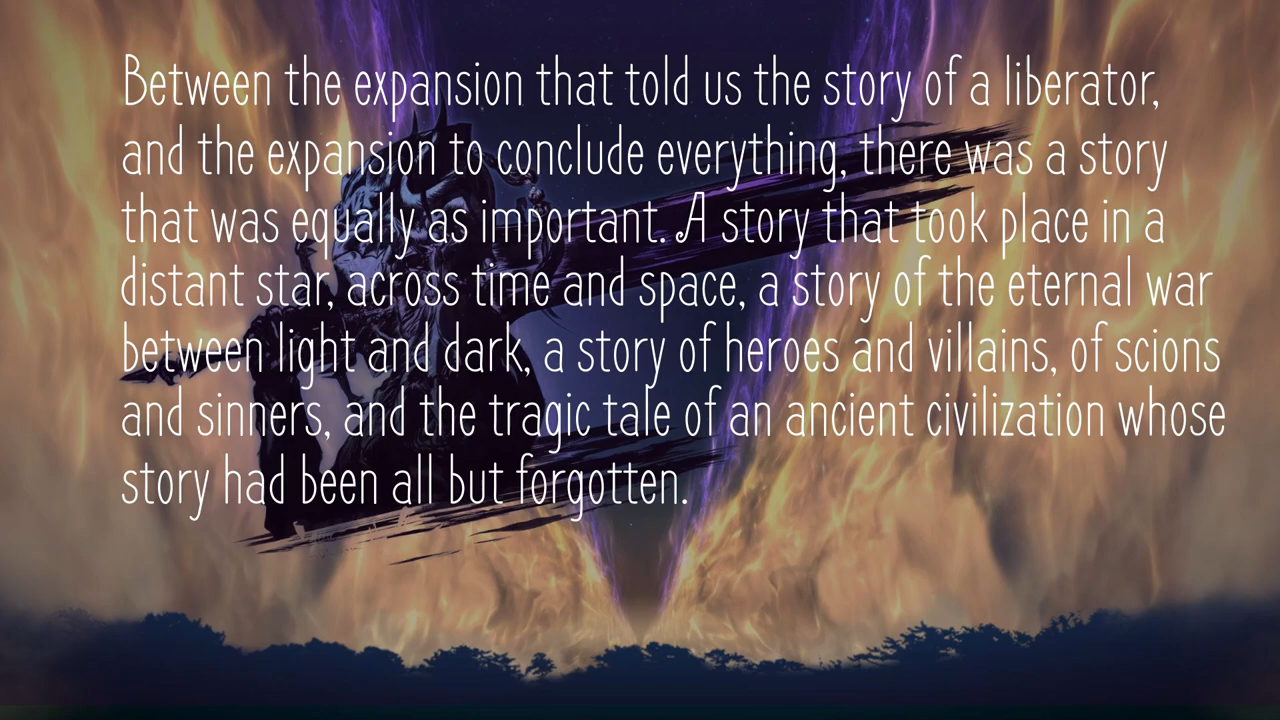 Between the expansion that told us the story of a liberator,
and the expansion to conclude everything, there was a story
that was equally as important. A story that took place in a
distant star, across time and space, a story of the eternal war
between light and dark, a story of heroes and villains, of scions
and sinners, and the tragic tale of an ancient civilization whose
story had been all but forgotten.